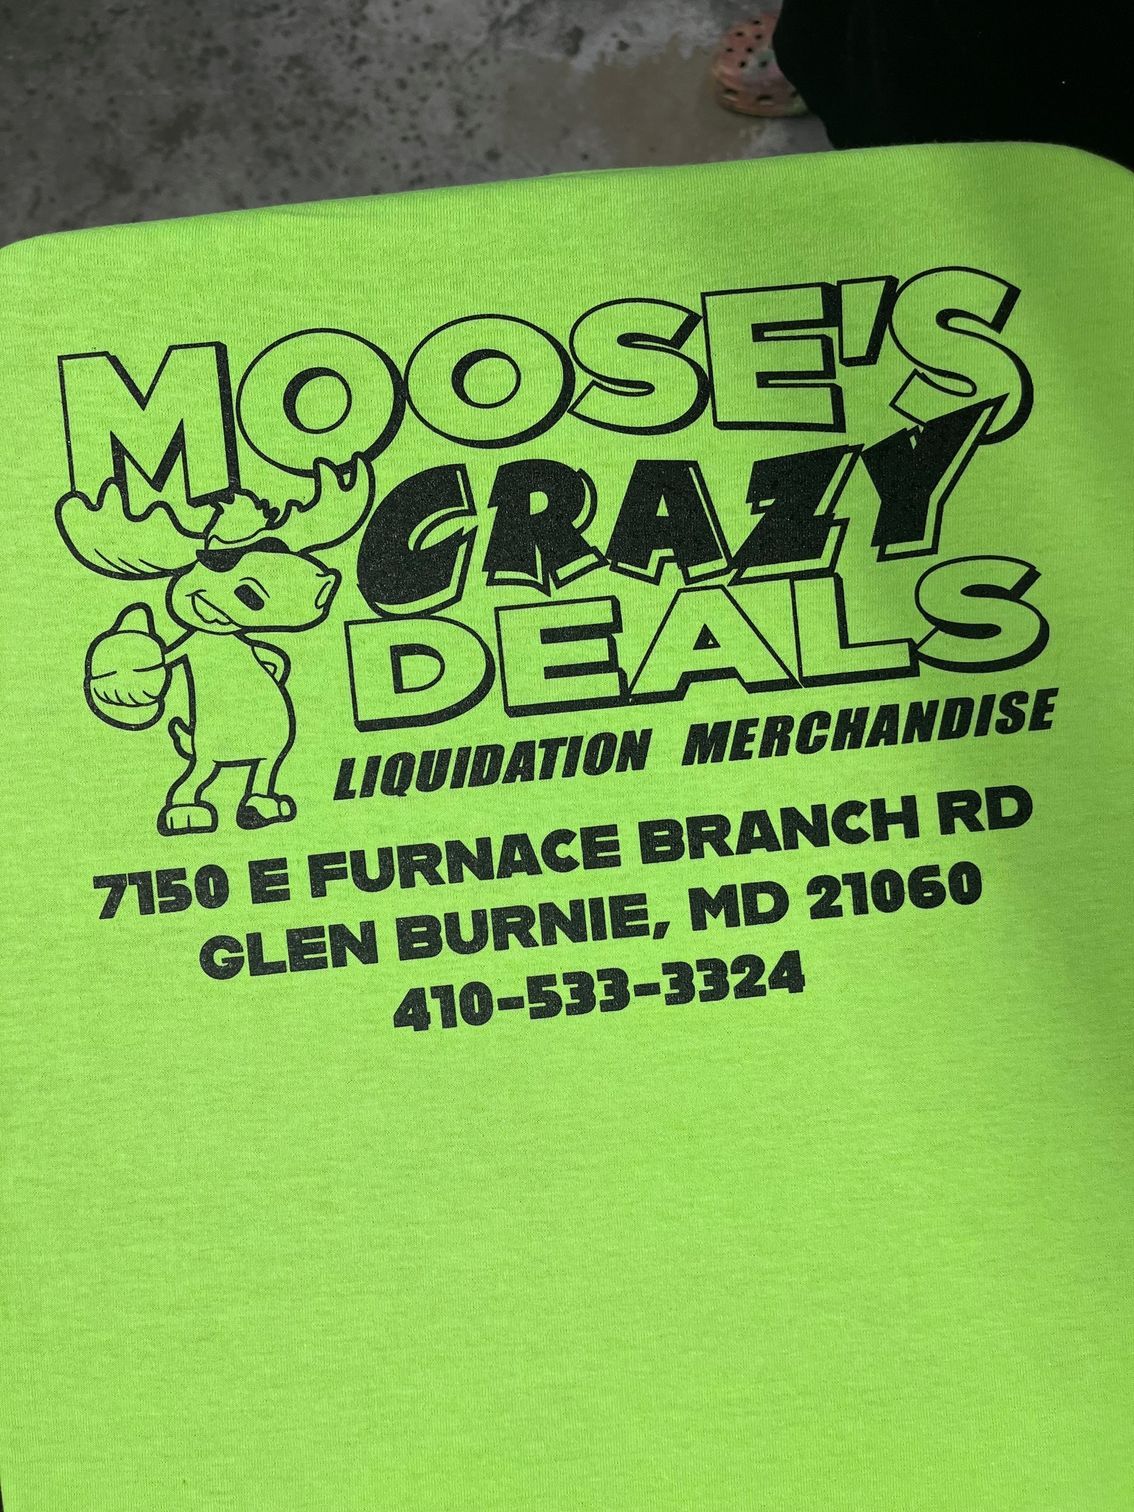 MOOSE'S
CRAZY
DEALS
LIQUIDATION MERCHANDISE
7150 E FURNACE BRANCH RD
GLEN BURNIE, MD 21060
410-533-3324